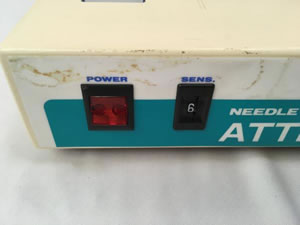 POWER SENS.
6
NEEDLE
ATT